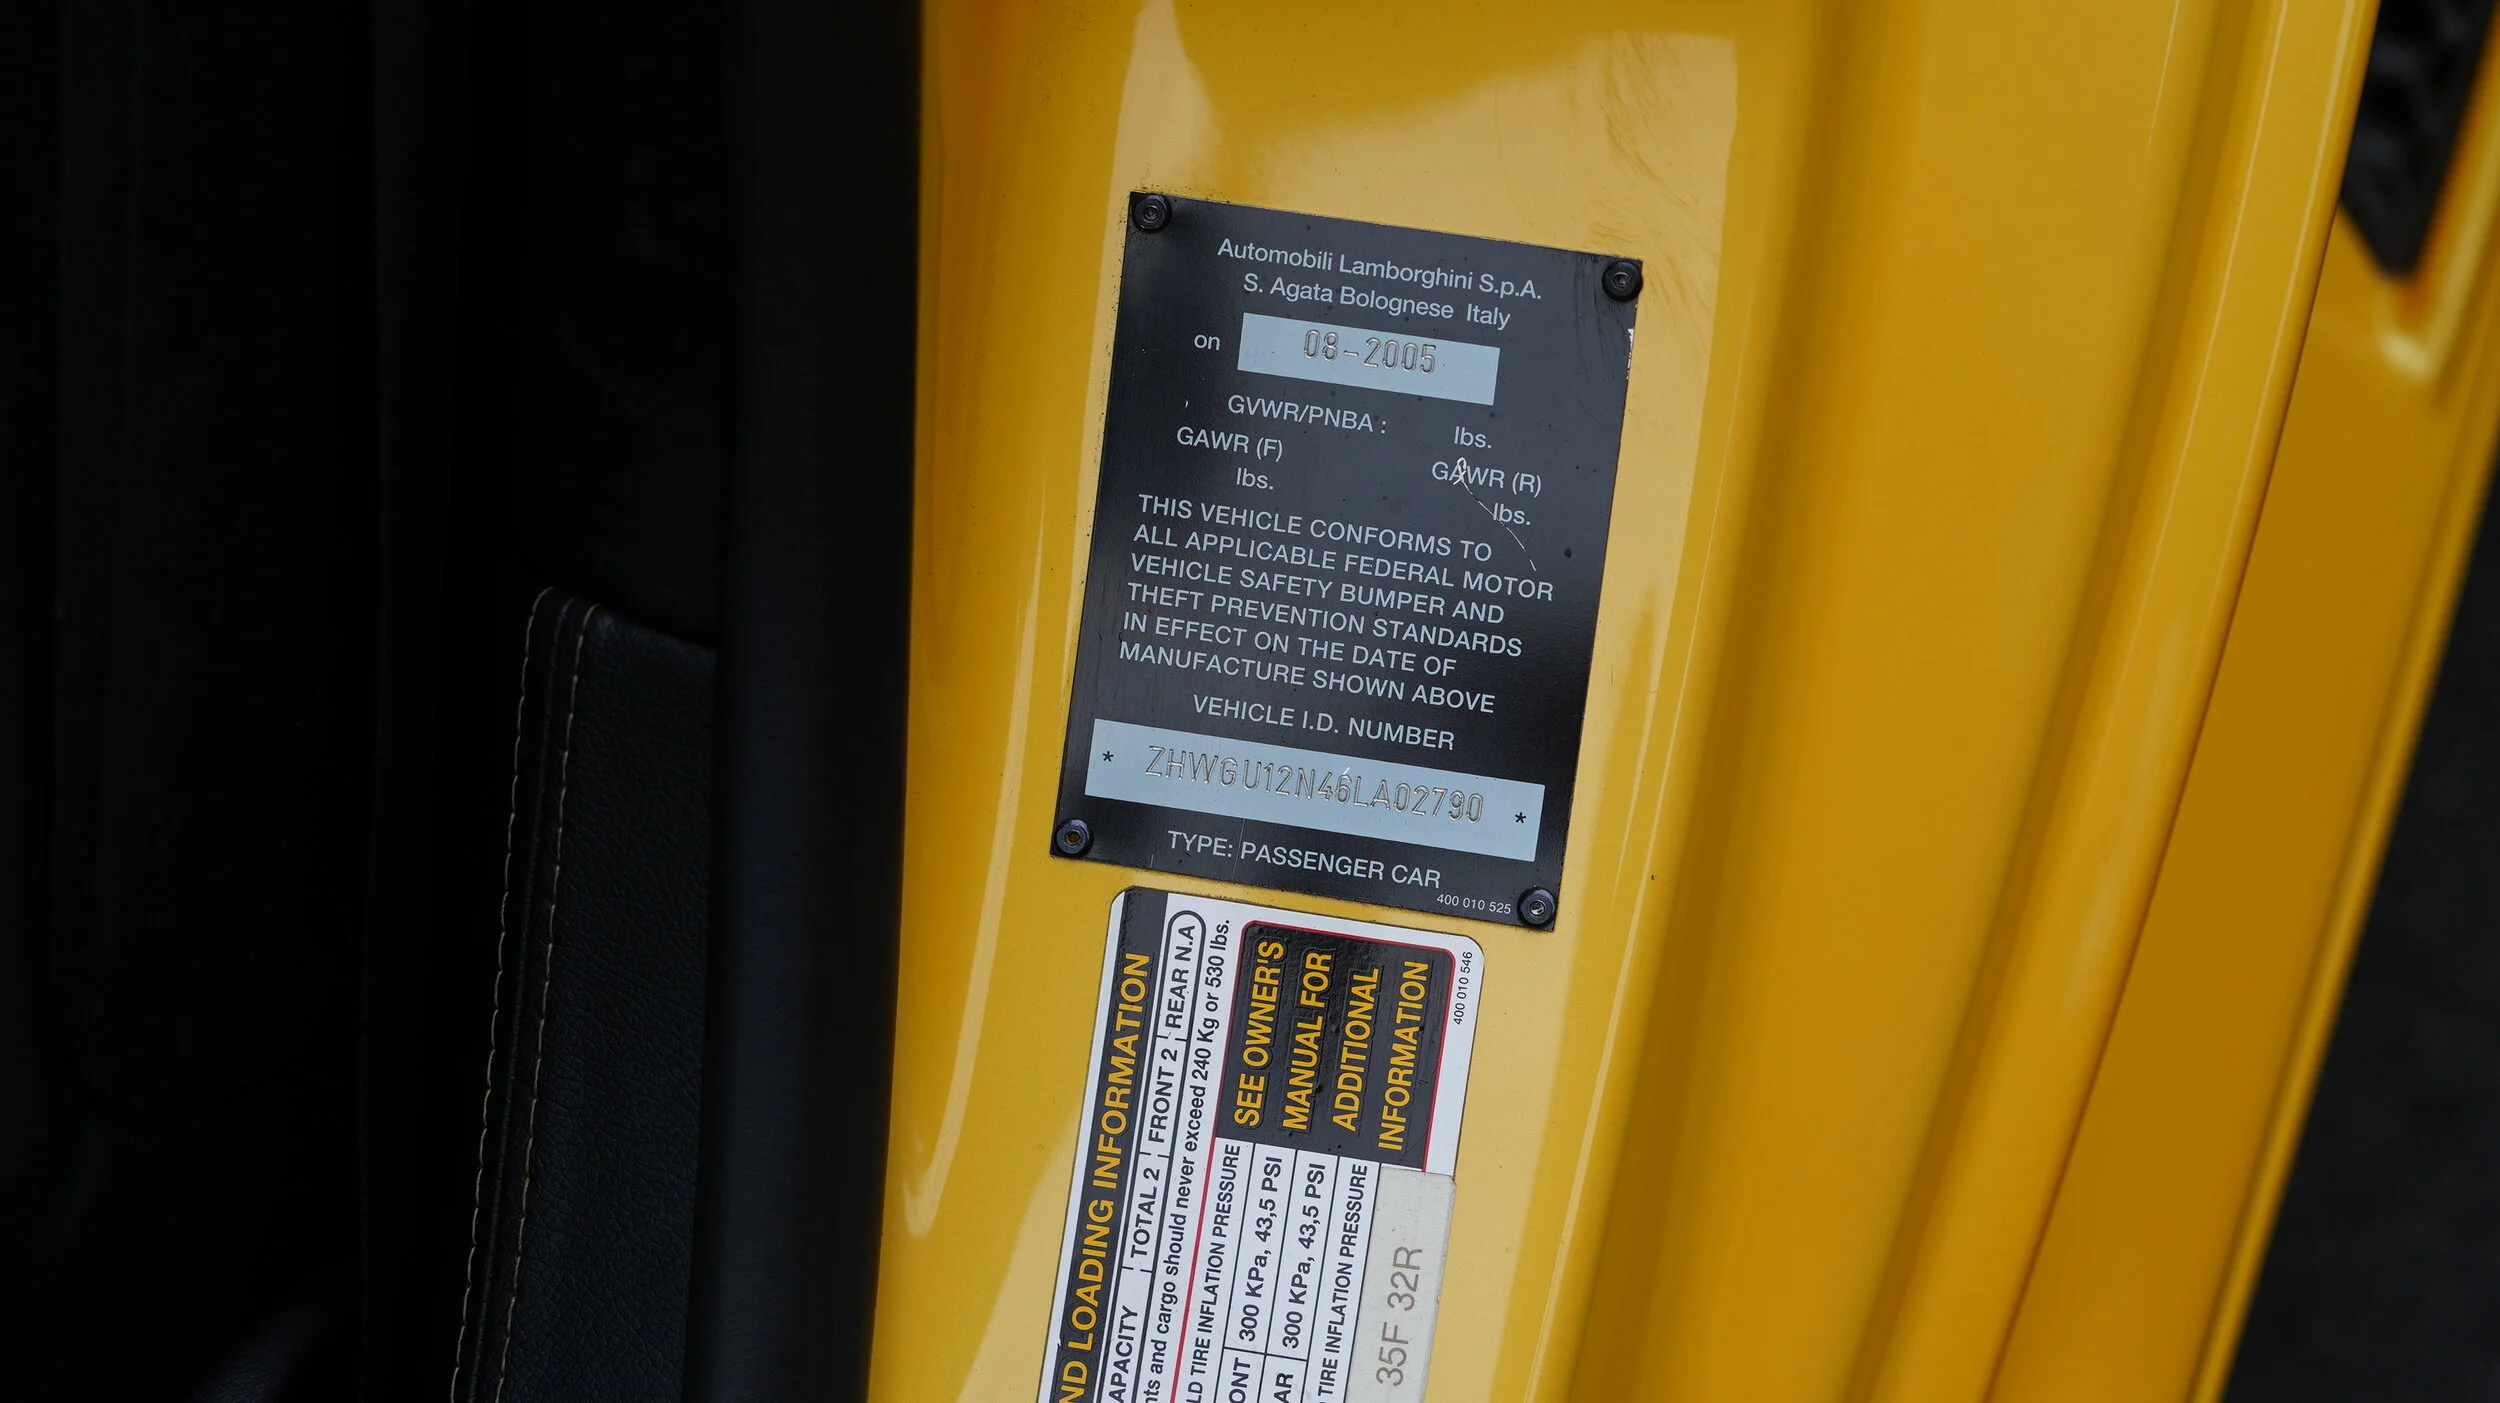 Automobili Lamborghini S.p.A.
S. Agata Bolognese Italy
on 08-2005
GVWR/PNBA : lbs.
GAWR (F) GAWR (R)
lbs. lbs.
THIS VEHICLE CONFORMS TO
ALL APPLICABLE FEDERAL MOTOR
VEHICLE SAFETY BUMPER AND
THEFT PREVENTION STANDARDS
IN EFFECT ON THE DATE OF
MANUFACTURE SHOWN ABOVE
VEHICLE I.D. NUMBER
* ZHWGU12N46LA02790 *
TYPE: PASSENGER CAR
400 010 525
ND LOADING INFORMATION
APACITY TOTAL 2 FRONT 2 REAR N.A
nts and cargo should never exceed 240 Kg or 530 lbs.
LD TIRE INFLATION PRESSURE
ONT 300 KPa, 43,5 PSI
AR 300 KPa, 43,5 PSI
TIRE INFLATION PRESSURE
35F 32R
SEE OWNER'S
MANUAL FOR
ADDITIONAL
INFORMATION
400 010 546